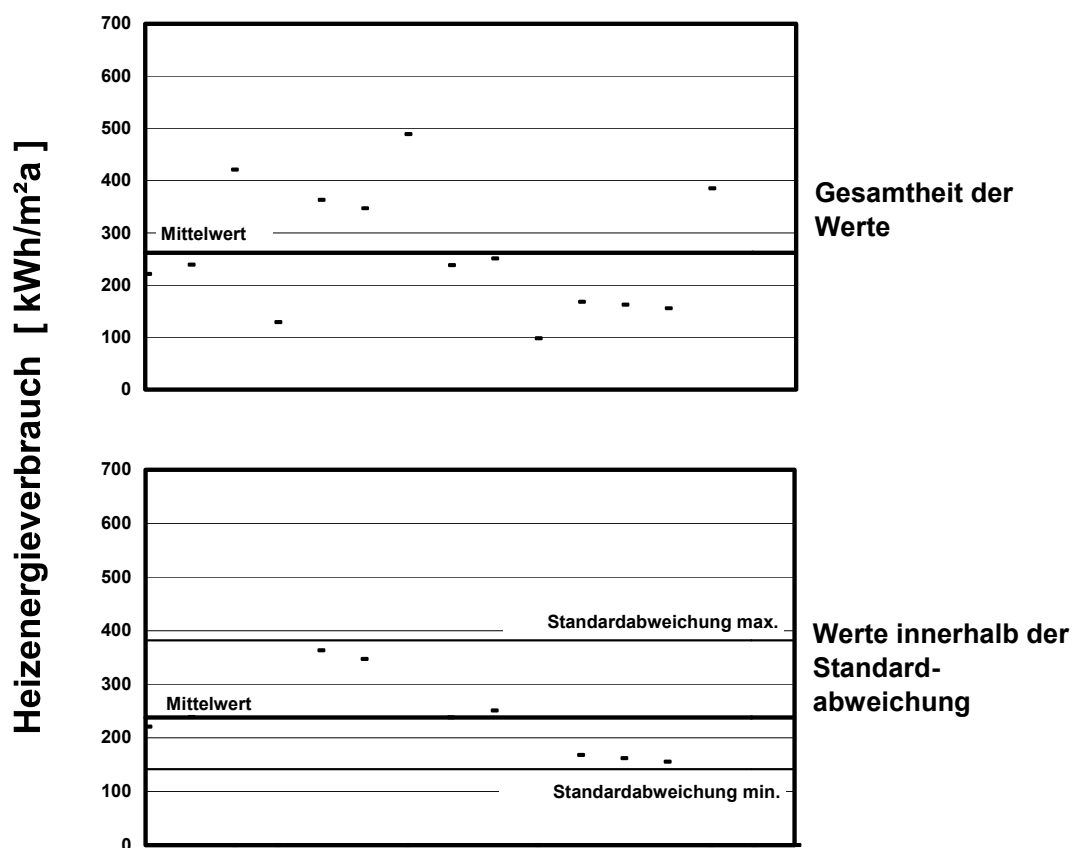 Heizenergieverbrauch [ kWh/m²a ]
700
600
500
400
300
200
100
0
Mittelwert
Gesamtheit der
Werte
700
600
500
400
300
200
100
0
Standardabweichung max.
Mittelwert
Standardabweichung min.
Werte innerhalb der
Standard-
abweichung